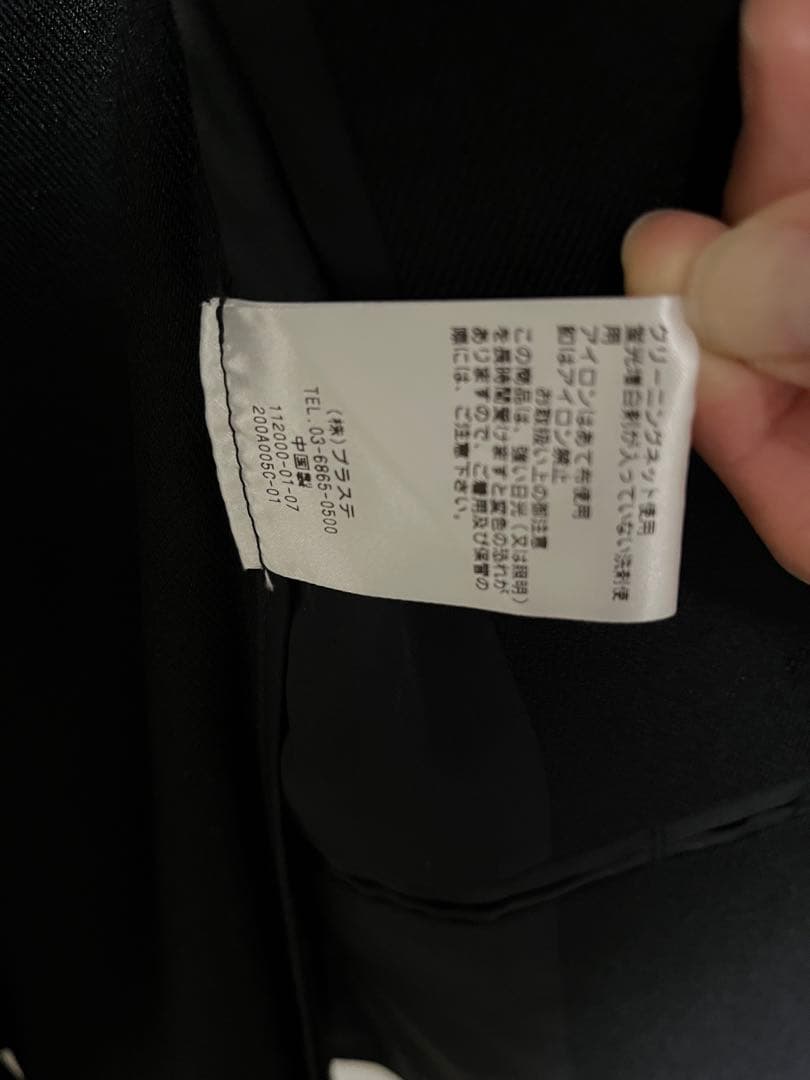 クリーニングネット使用
蛍光増白剤が入っていない洗剤使
用
アイロンはあて布使用
釦はアイロン禁止
お取扱い上の御注意
この商品は、強い日光(又は照明)
を長時間受けますと変色の恐れが
ありますので、ご着用及び保管の
際には、ご注意下さい。
(株)プラステ
TEL.03-6865-0500
中国製
112000-01-07
200A005C-01